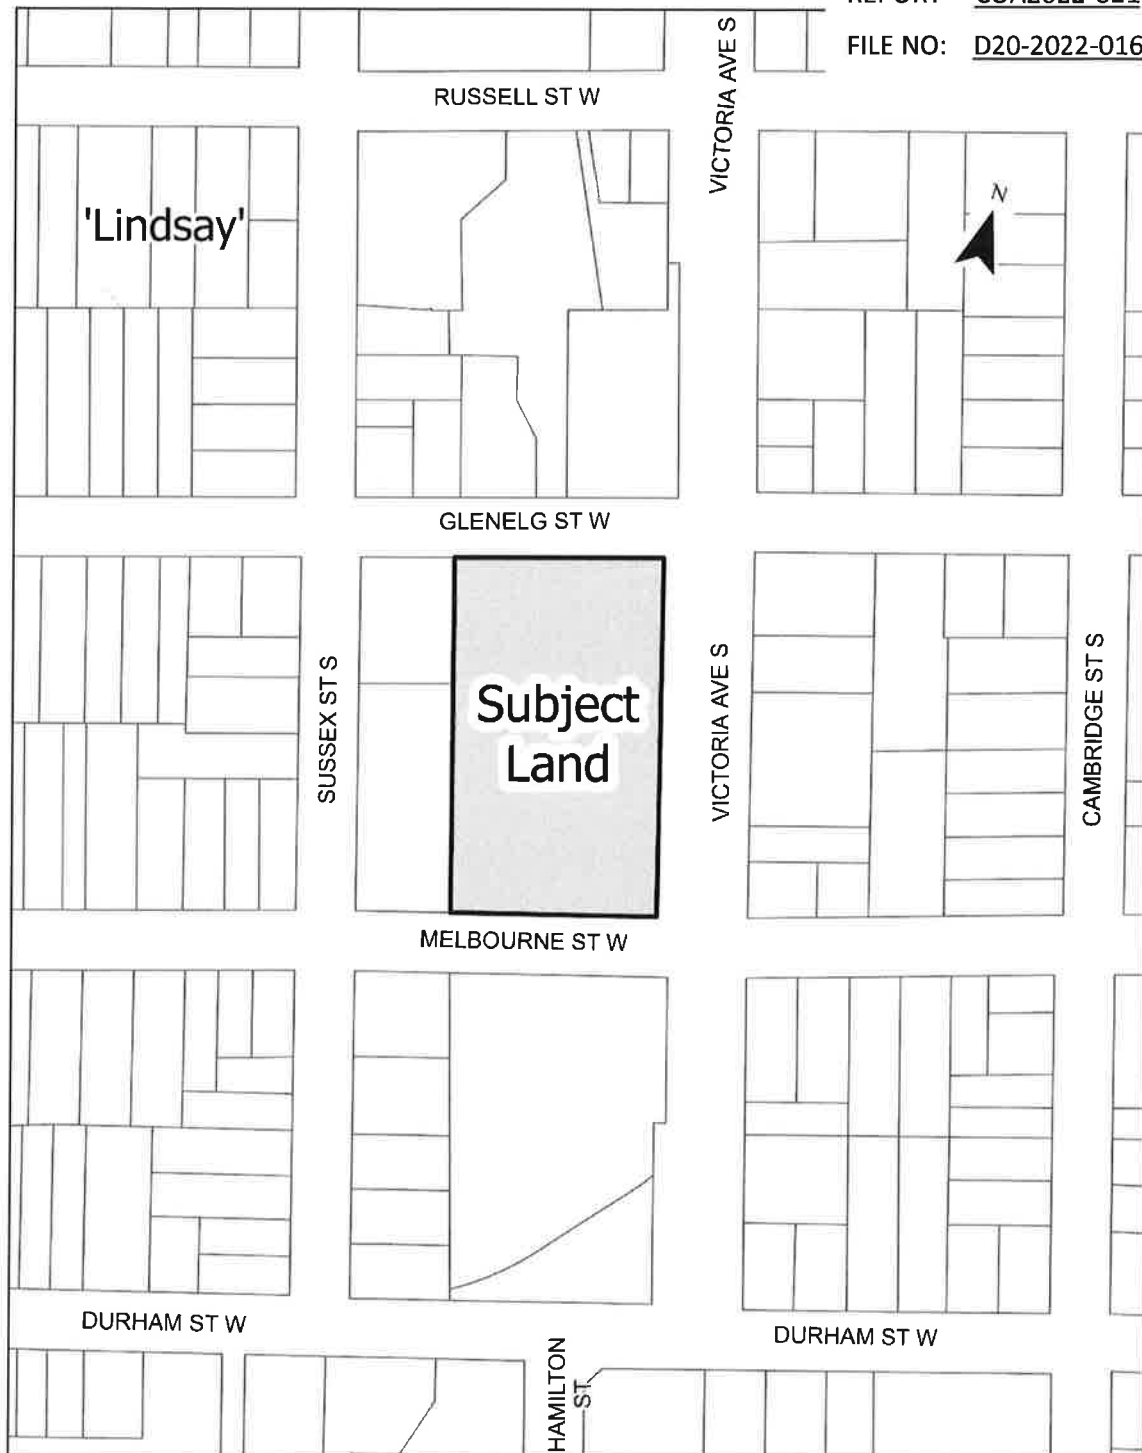 FILE NO: D20-2022-016
RUSSELL ST W
VICTORIA AVE S
'Lindsay'
N
GLENELG ST W
SUSSEX ST S
Subject
Land
VICTORIA AVE S
CAMBRIDGE ST S
MELBOURNE ST W
DURHAM ST W
DURHAM ST W
HAMILTON
ST